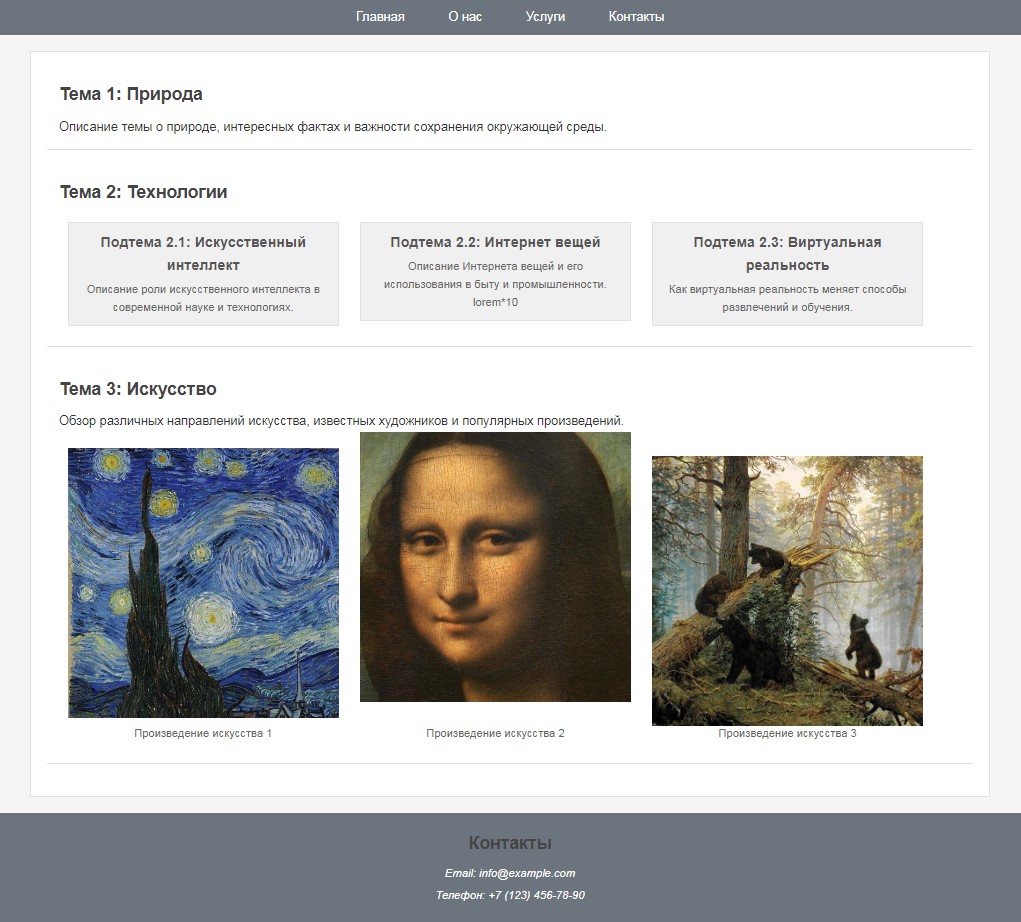 Главная О нас Услуги Контакты
Тема 1: Природа
Описание темы о природе, интересных фактах и важности сохранения окружающей среды.
Тема 2: Технологии
Подтема 2.1: Искусственный
интеллект
Описание роли искусственного интеллекта в
современной науке и технологиях.
Подтема 2.2: Интернет вещей
Описание Интернета вещей и его
использования в быту и промышленности.
lorem*10
Подтема 2.3: Виртуальная
реальность
Как виртуальная реальность меняет способы
развлечений и обучения.
Тема 3: Искусство
Обзор различных направлений искусства, известных художников и популярных произведений.
Произведение искусства 1
Произведение искусства 2
Произведение искусства 3
Контакты
Email: info@example.com
Телефон: +7 (123) 456-78-90